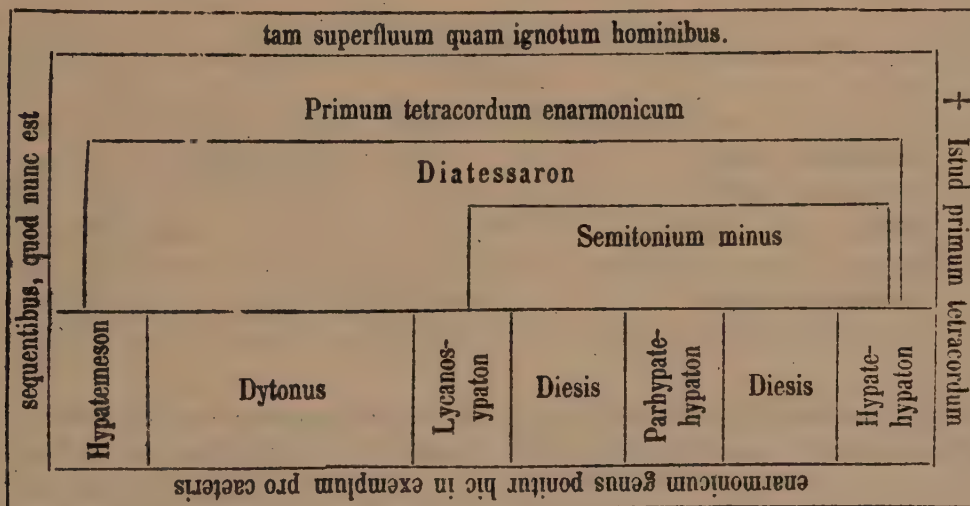 tam superfluum quam ignotum hominibus.
Primum tetracordum enarmonicum
Diatessaron
Semitonium minus
sequentibus, quod nunc est
Hypatemeson
Dytonus
Lycanos-
ypaton
Diesis
Parhypate-
hypaton
Diesis
Hypate-
hypaton
+ Istud primum tetracordum
enarmonicum genus ponitur hic in exemplum pro caeteris